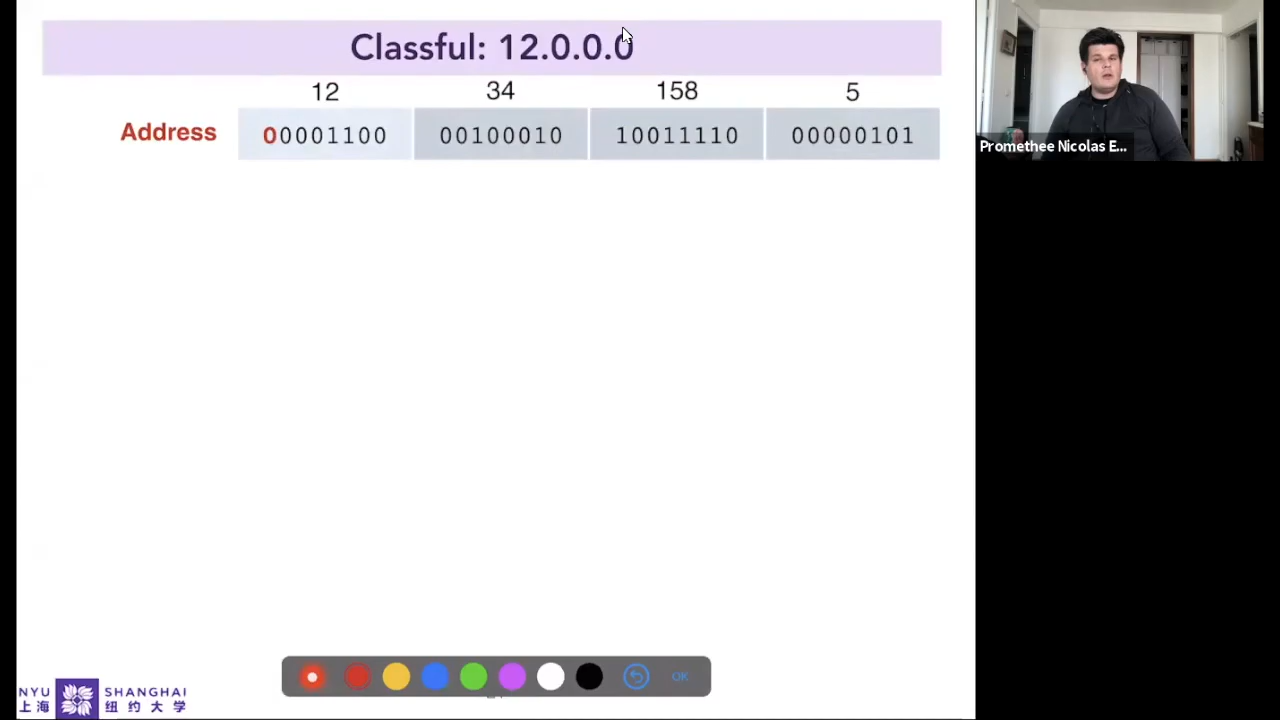 Classful: 12.0.0.0
12 34 158 5
Address 00001100 00100010 10011110 00000101
Promethee Nicolas E...
OK
NYU SHANGHAI
上海 纽约大学